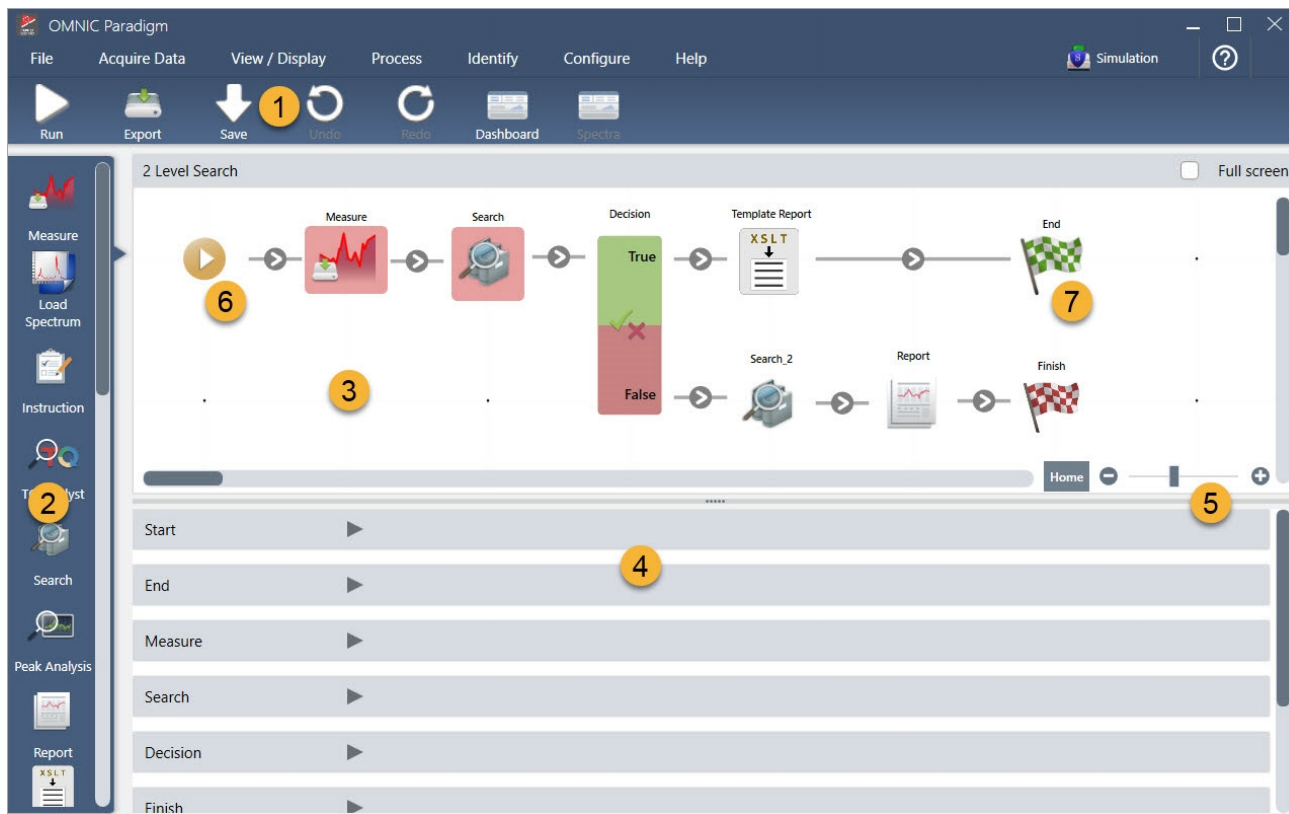 OMNIC Paradigm
File Acquire Data View / Display Process Identify Configure Help Simulation
1
Run Export Save Undo Redo Dashboard Spectra
2 Level Search Full screen
Measure Search Decision Template Report End
XSLT
True
6 7
Search_2 Report Finish
3
False
Home
5
Measure
Load
Spectrum
Instruction
2
Search
Peak Analysis
Report
XSLT
Start
4
End
Measure
Search
Decision
Finish